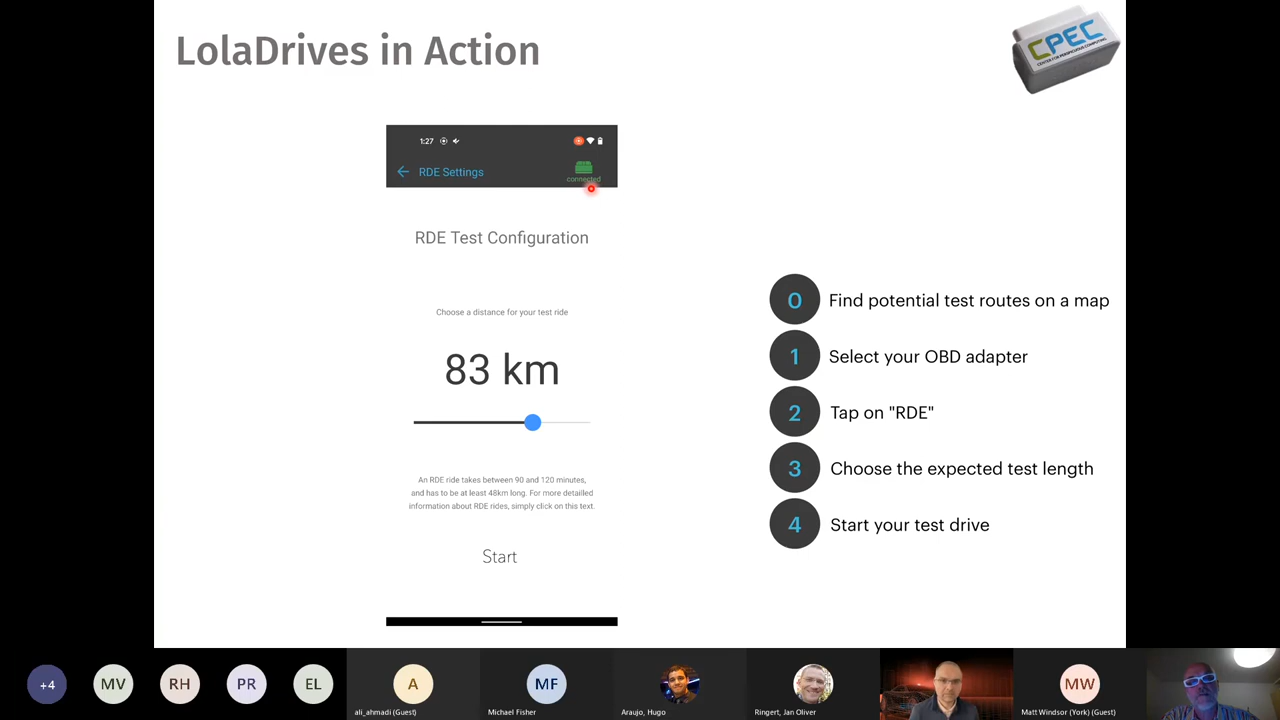 LolaDrives in Action
CPEC
CENTER FOR PERSPICUOUS COMPUTING
1:27
RDE Settings
connected
RDE Test Configuration
Choose a distance for your test ride
83 km
An RDE ride takes between 90 and 120 minutes,
and has to be at least 48km long. For more detailled
information about RDE rides, simply click on this text.
Start
0 Find potential test routes on a map
1 Select your OBD adapter
2 Tap on "RDE"
3 Choose the expected test length
4 Start your test drive
+4
MV
RH
PR
EL
A
ali_ahmadi (Guest)
MF
Michael Fisher
Araujo, Hugo
Ringert, Jan Oliver
MW
Matt Windsor (York) (Guest)